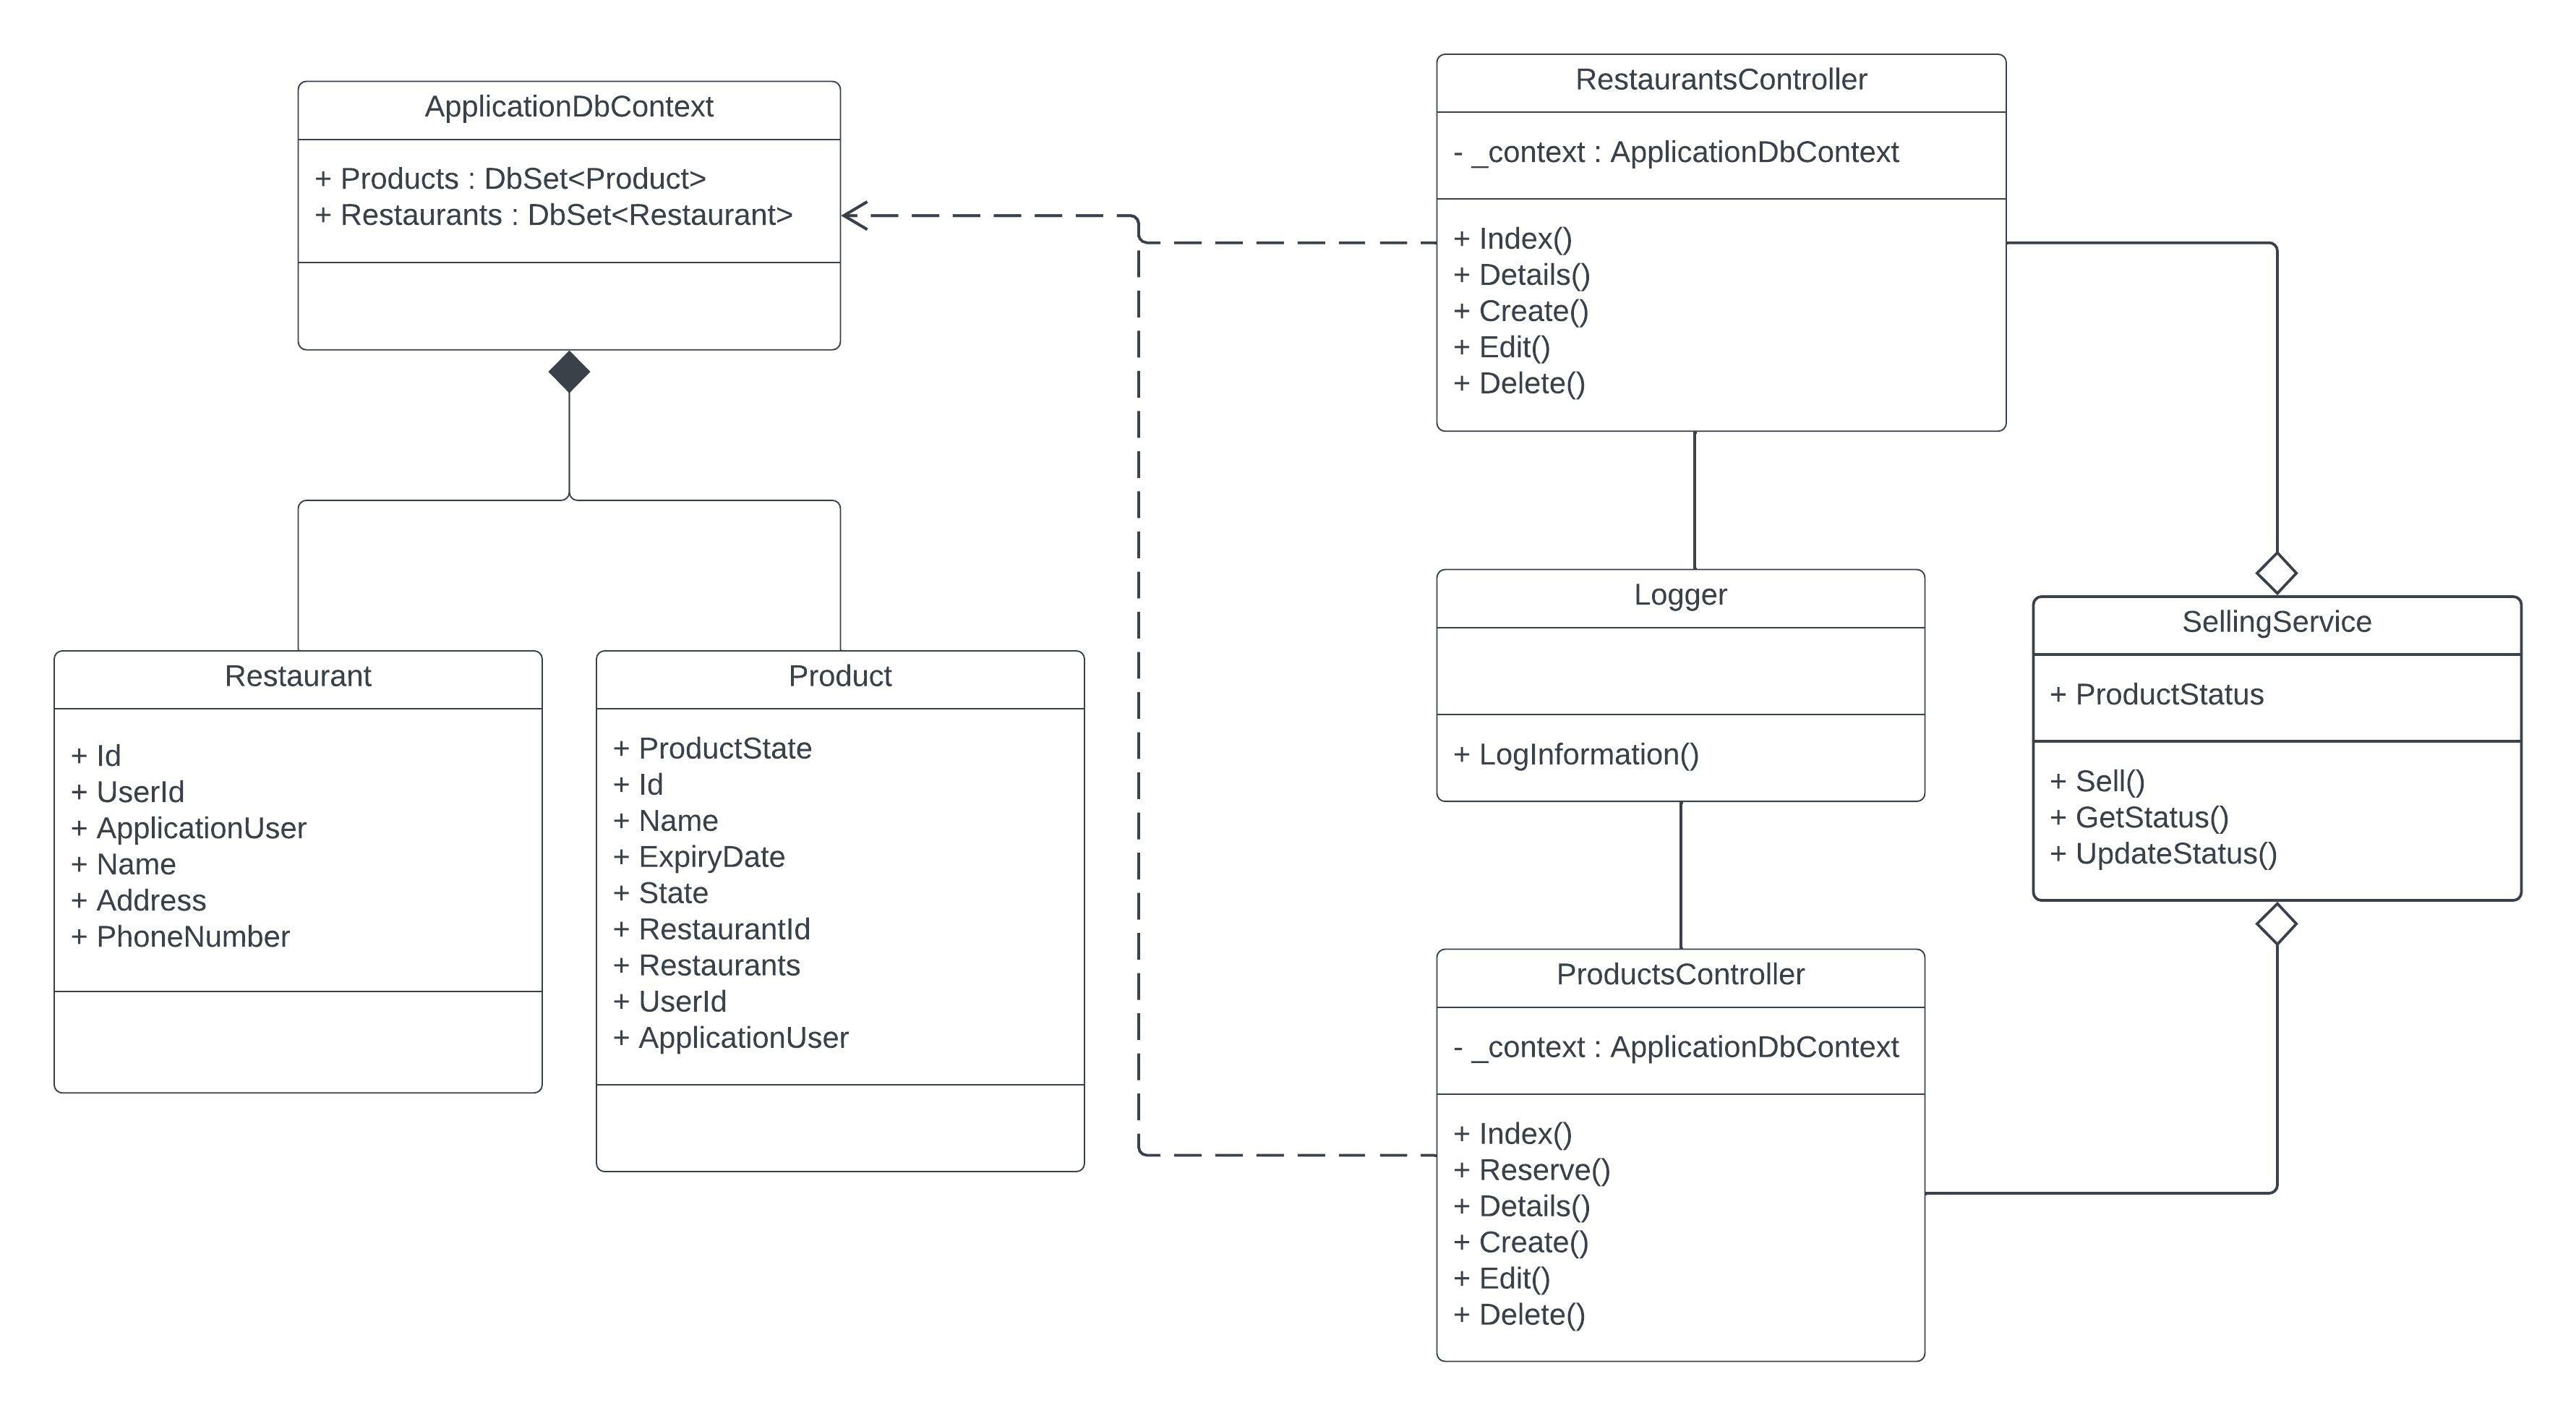 ApplicationDbContext
+ Products : DbSet<Product>
+ Restaurants : DbSet<Restaurant>
Restaurant
+ Id
+ UserId
+ ApplicationUser
+ Name
+ Address
+ PhoneNumber
Product
+ ProductState
+ Id
+ Name
+ ExpiryDate
+ State
+ RestaurantId
+ Restaurants
+ UserId
+ ApplicationUser
RestaurantsController
- _context : ApplicationDbContext
+ Index()
+ Details()
+ Create()
+ Edit()
+ Delete()
Logger
+ LogInformation()
ProductsController
- _context : ApplicationDbContext
+ Index()
+ Reserve()
+ Details()
+ Create()
+ Edit()
+ Delete()
SellingService
+ ProductStatus
+ Sell()
+ GetStatus()
+ UpdateStatus()